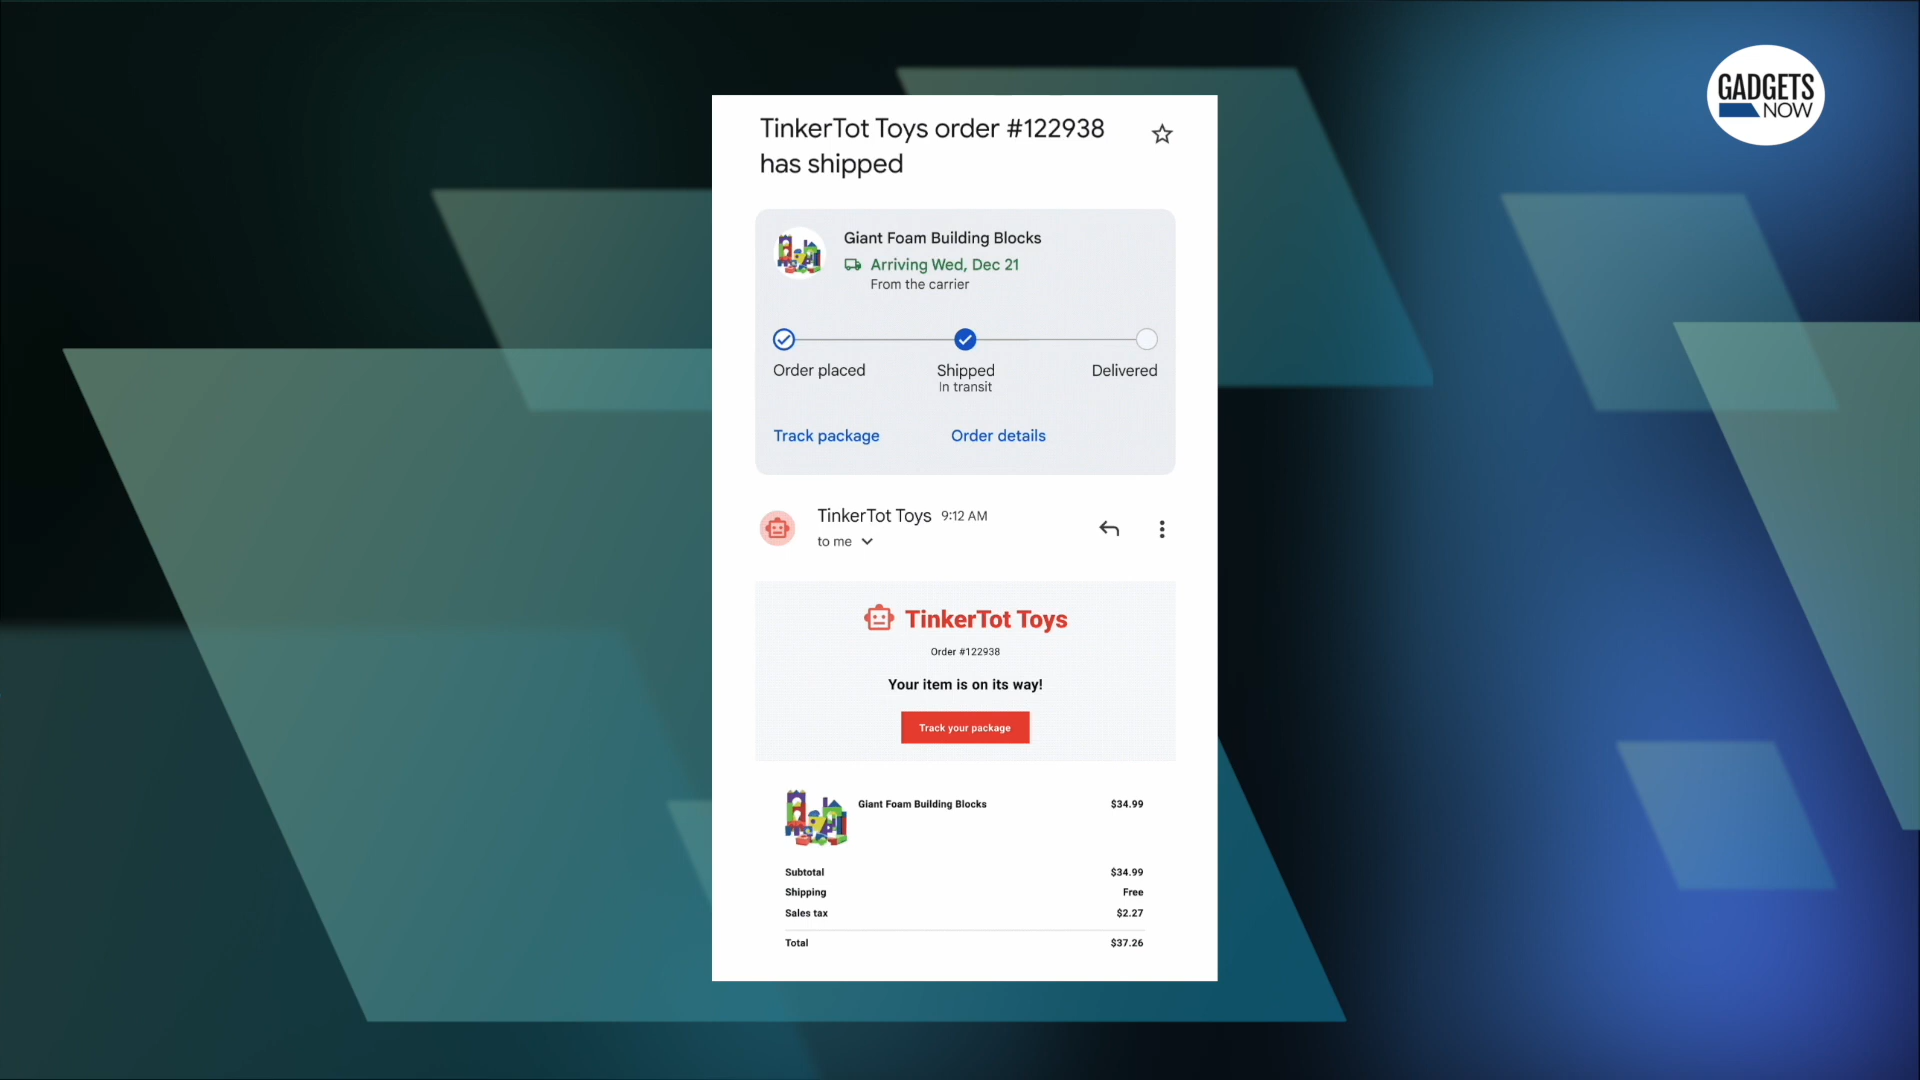 GADGETS
NOW
TinkerTot Toys order #122938
has shipped
Giant Foam Building Blocks
Arriving Wed, Dec 21
From the carrier
Order placed
Shipped
In transit
Delivered
Track package
Order details
TinkerTot Toys 9:12 AM
to me
TinkerTot Toys
Order #122938
Your item is on its way!
Track your package
Giant Foam Building Blocks $34.99
Subtotal $34.99
Shipping Free
Sales tax $2.27
Total $37.26